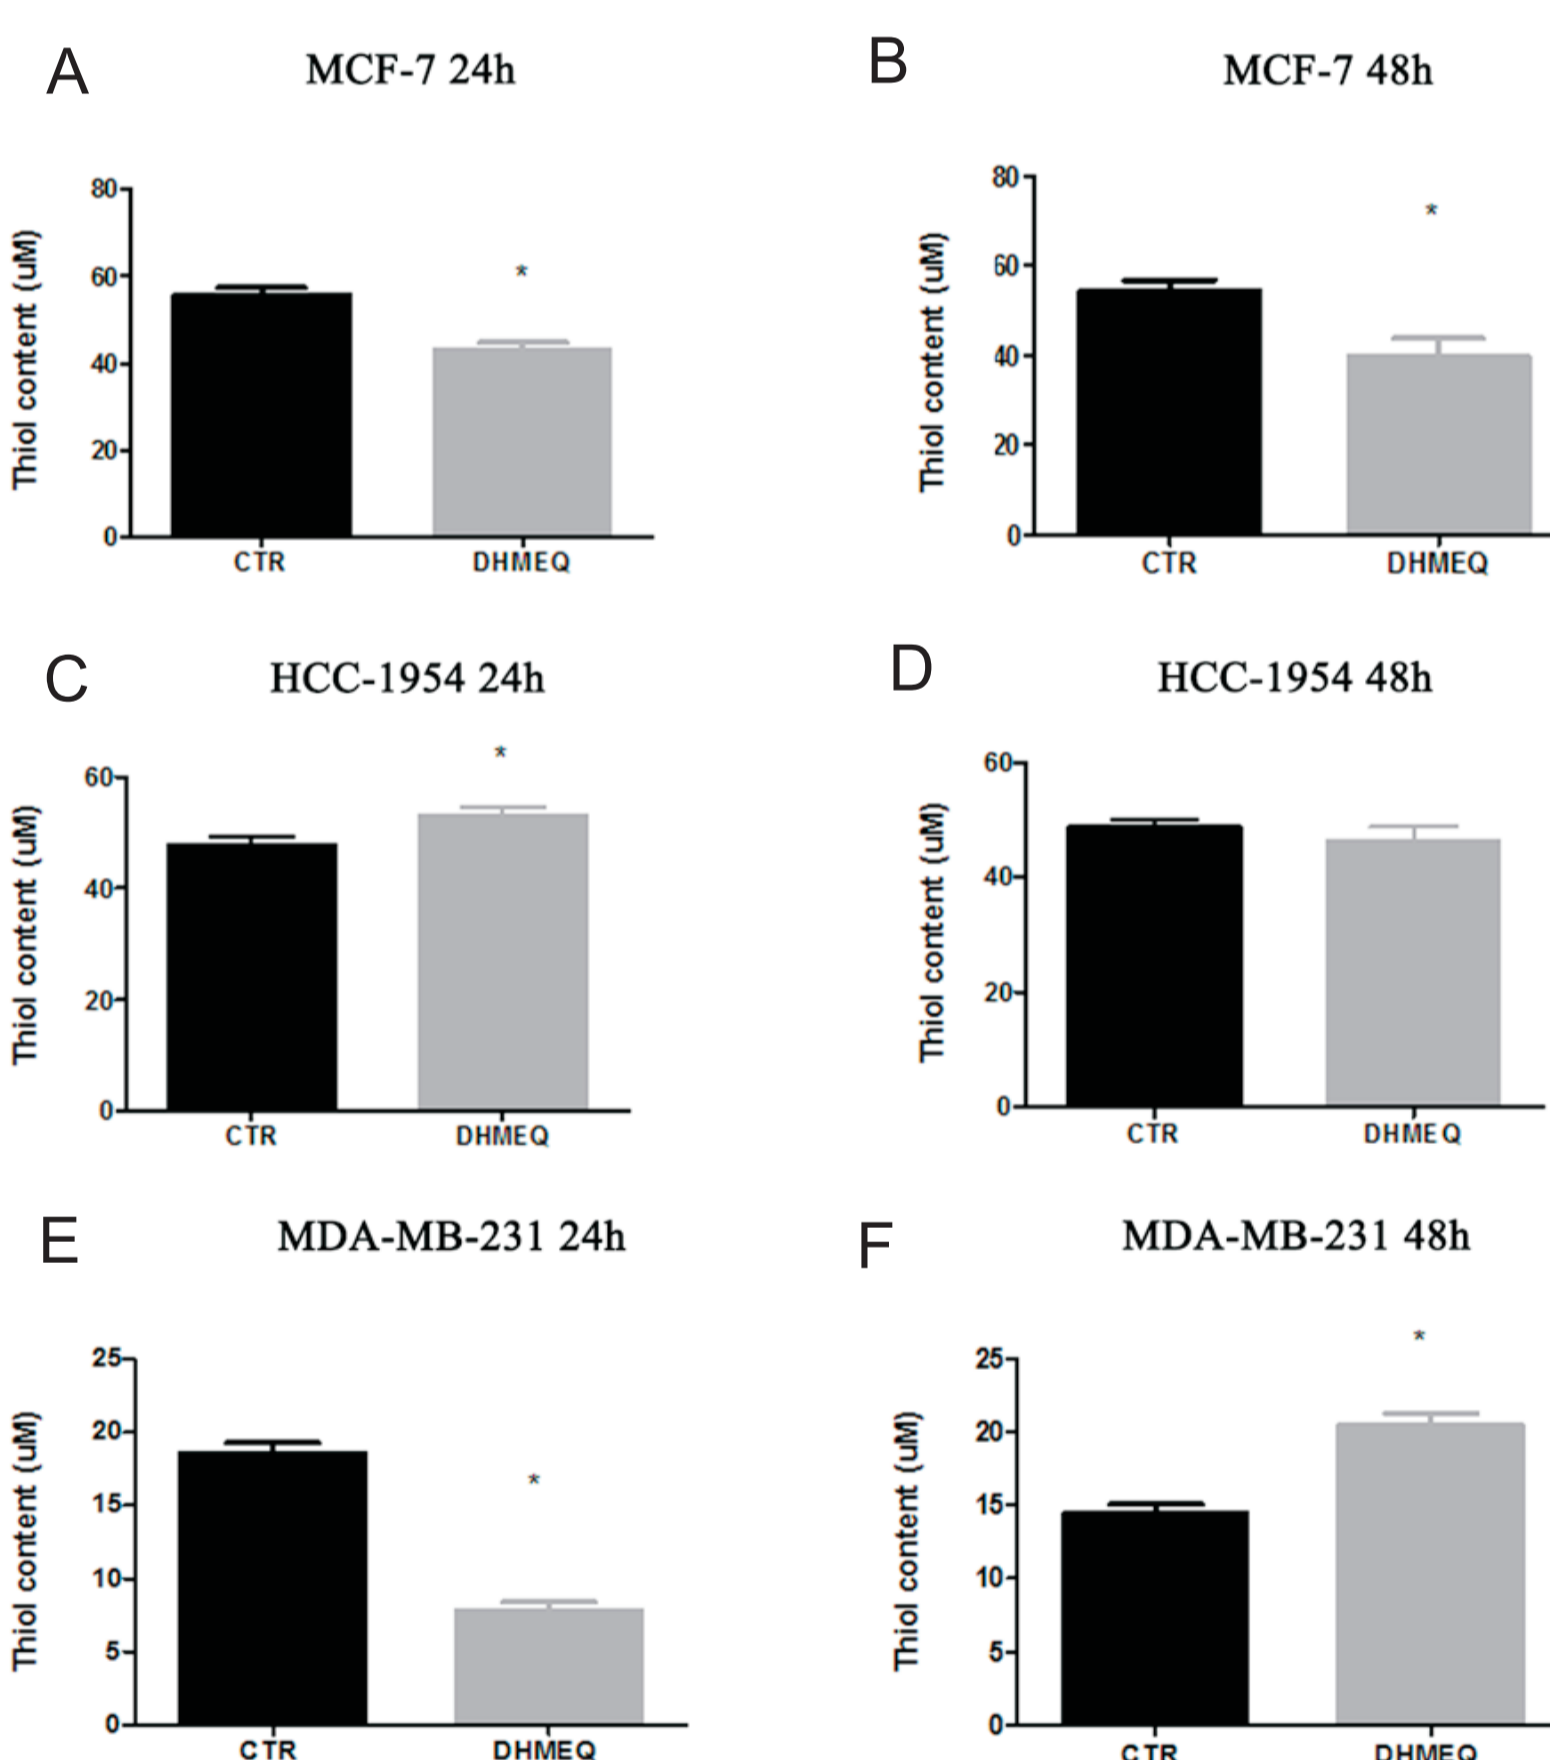 A
MCF-7 24h
Thiol content (uM)
80
60
40
20
0
*
CTR
DHMEQ
B
MCF-7 48h
Thiol content (uM)
80
60
40
20
0
*
CTR
DHMEQ
C
HCC-1954 24h
Thiol content (uM)
60
40
20
0
*
CTR
DHMEQ
D
HCC-1954 48h
Thiol content (uM)
60
40
20
0
CTR
DHMEQ
E
MDA-MB-231 24h
Thiol content (uM)
25
20
15
10
5
0
*
CTR
DHMEQ
F
MDA-MB-231 48h
Thiol content (uM)
25
20
15
10
5
0
*
CTR
DHMEQ